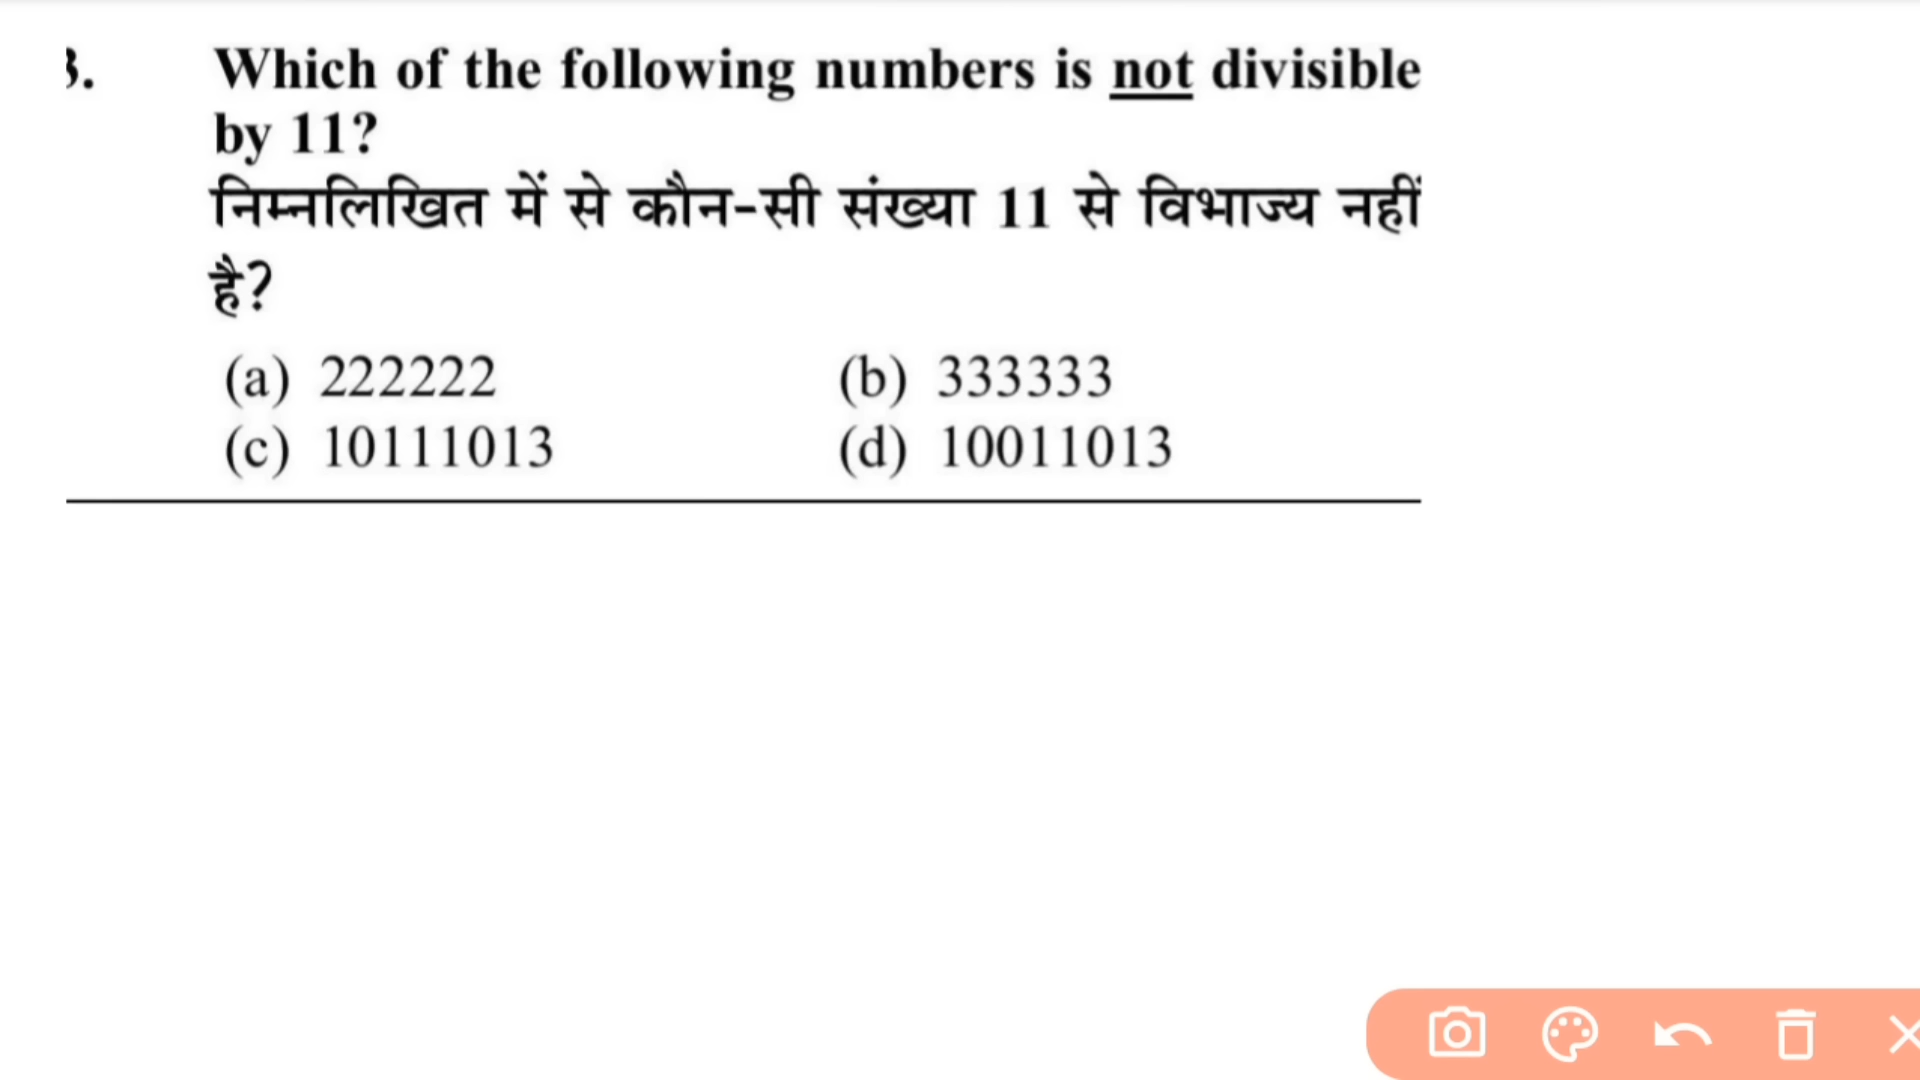 3. Which of the following numbers is not divisible
by 11?
निम्नलिखित में से कौन-सी संख्या 11 से विभाज्य नहीं
है?
(a) 222222 (b) 333333
(c) 10111013 (d) 10011013